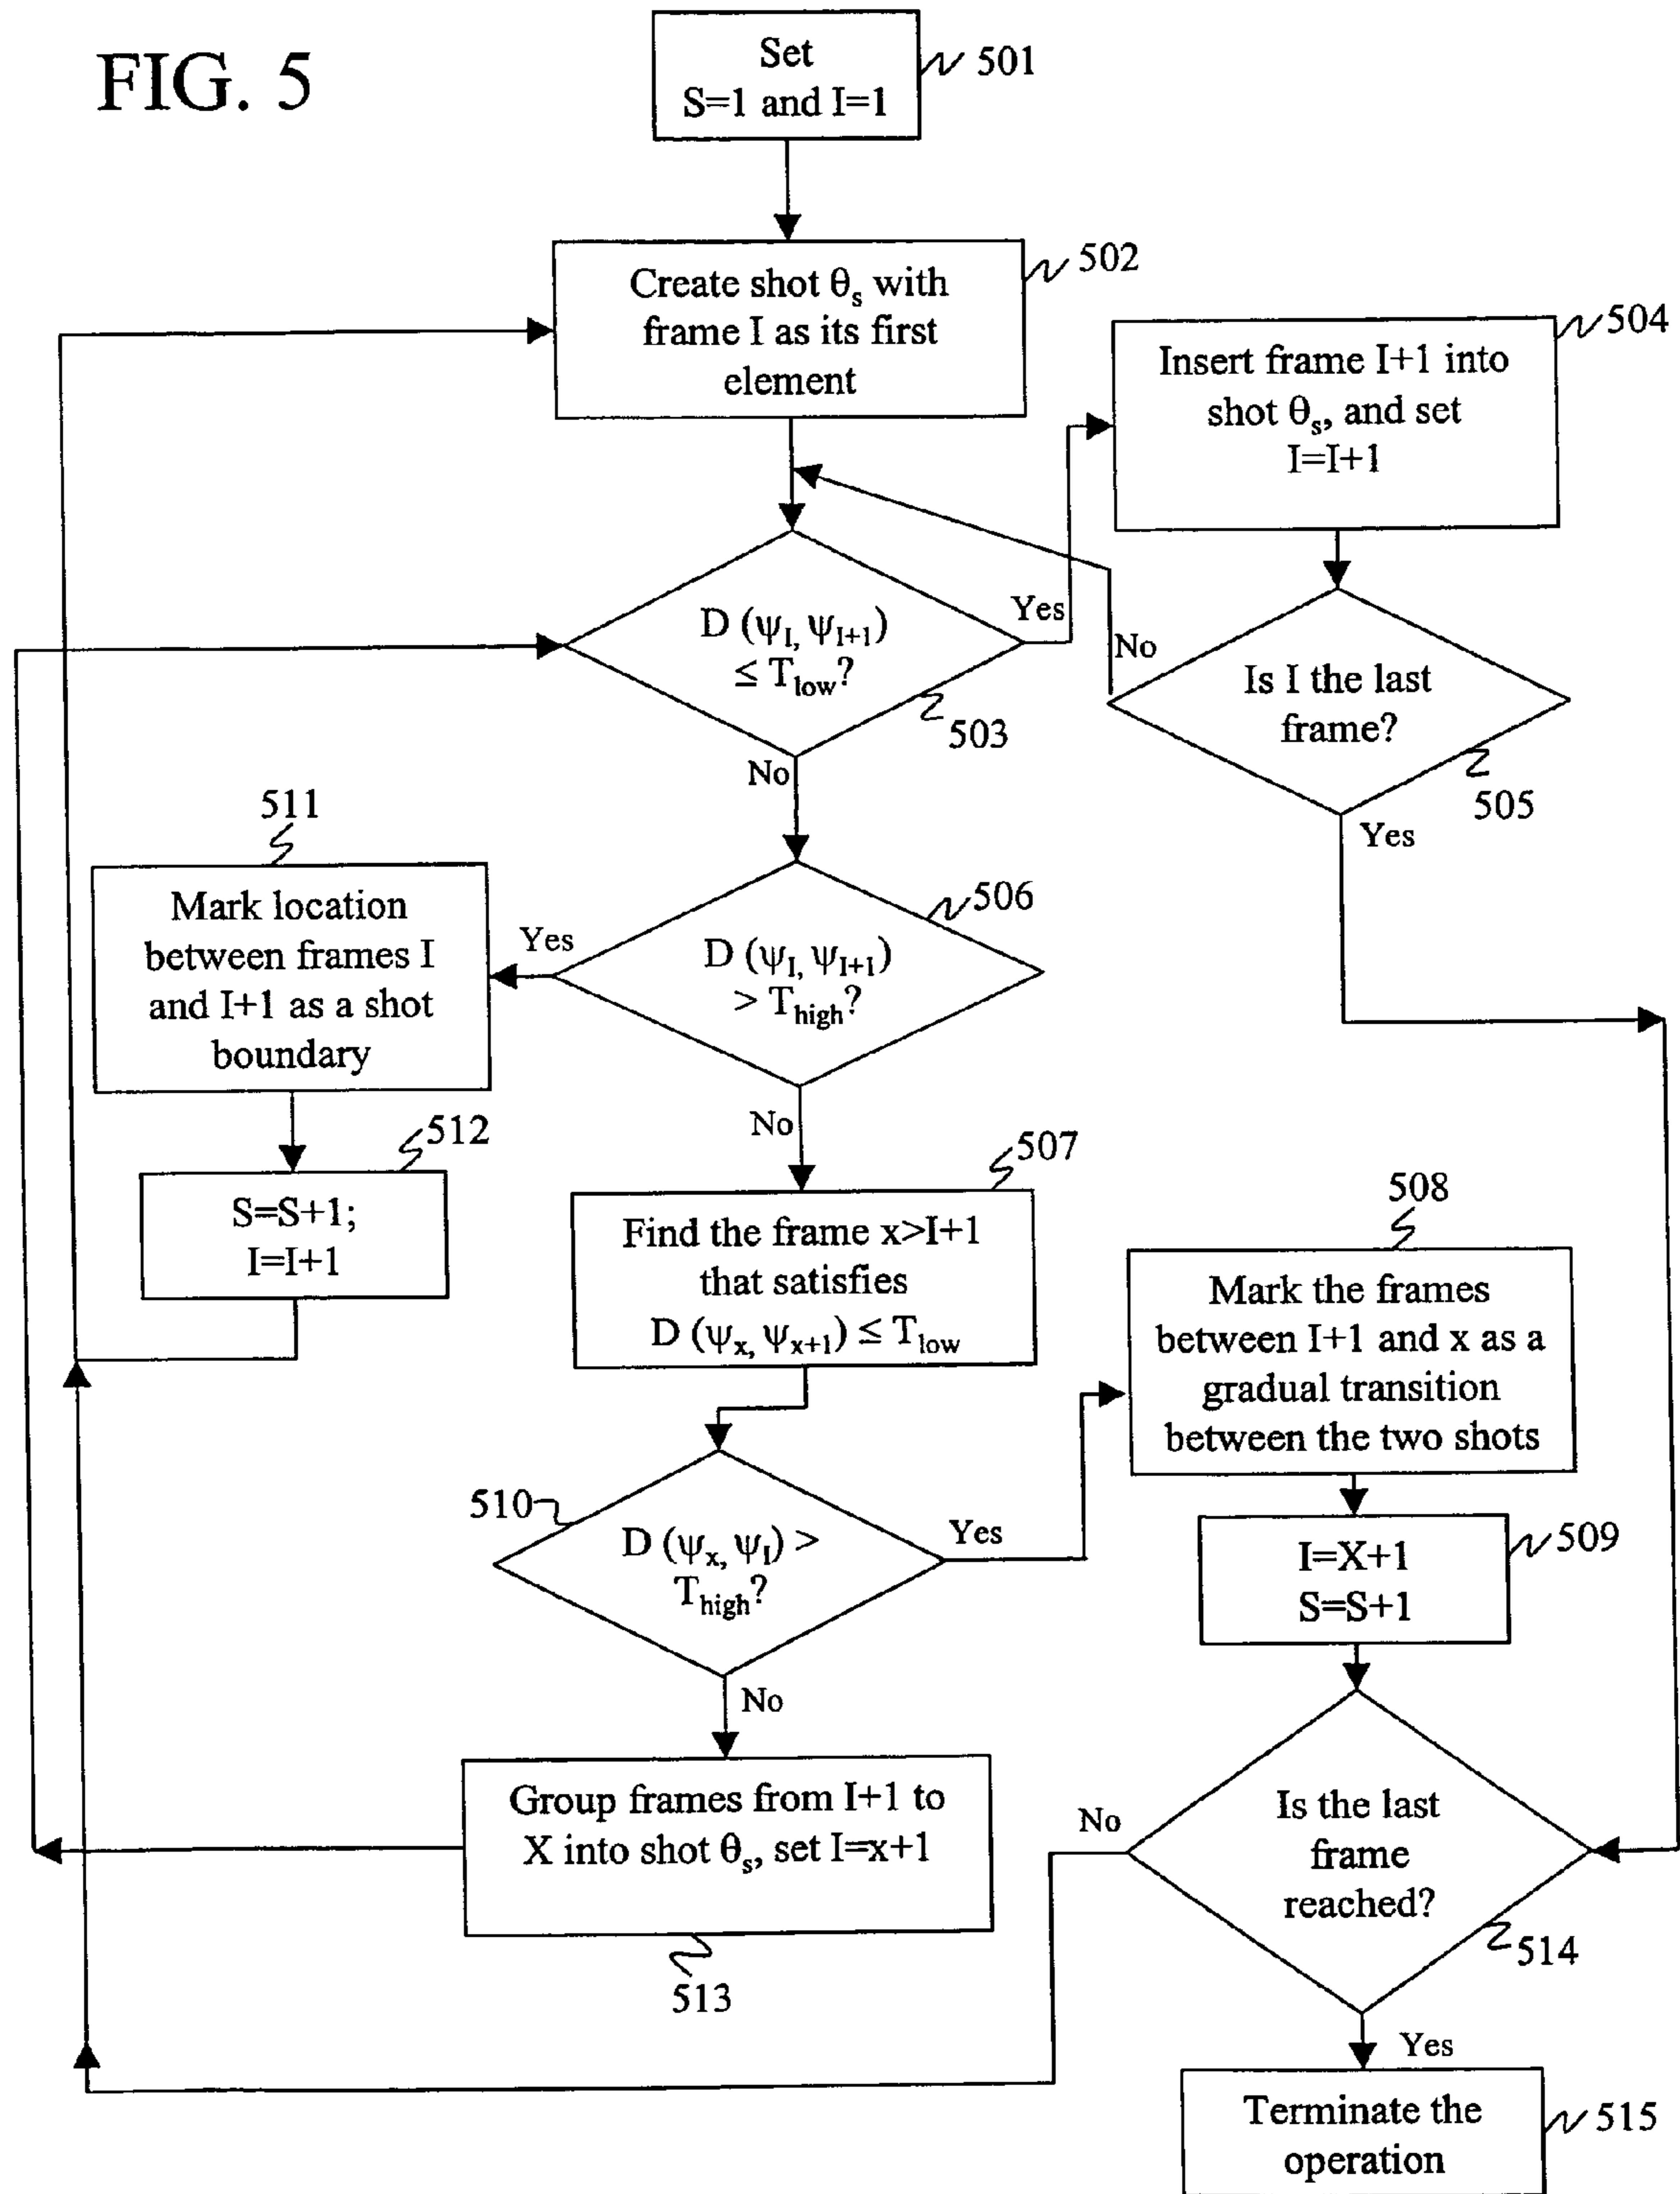 FIG. 5
Set
S=1 and I=1
501
Create shot θs with
frame I as its first
element
502
Insert frame I+1 into
shot θs, and set
I=I+1
504
D (ψI, ψI+1)
≤ Tlow?
503
Yes
No
Is I the last
frame?
505
No
Yes
511
Mark location
between frames I
and I+1 as a shot
boundary
Yes
D (ψI, ψI+1)
> Thigh?
506
No
512
S=S+1;
I=I+1
507
Find the frame x>I+1
that satisfies
D (ψx, ψx+1) ≤ Tlow
508
Mark the frames
between I+1 and x as a
gradual transition
between the two shots
510
D (ψx, ψI) >
Thigh?
Yes
No
I=X+1
S=S+1
509
Group frames from I+1 to
X into shot θs, set I=x+1
513
No
Is the last
frame
reached?
514
Yes
Terminate the
operation
515